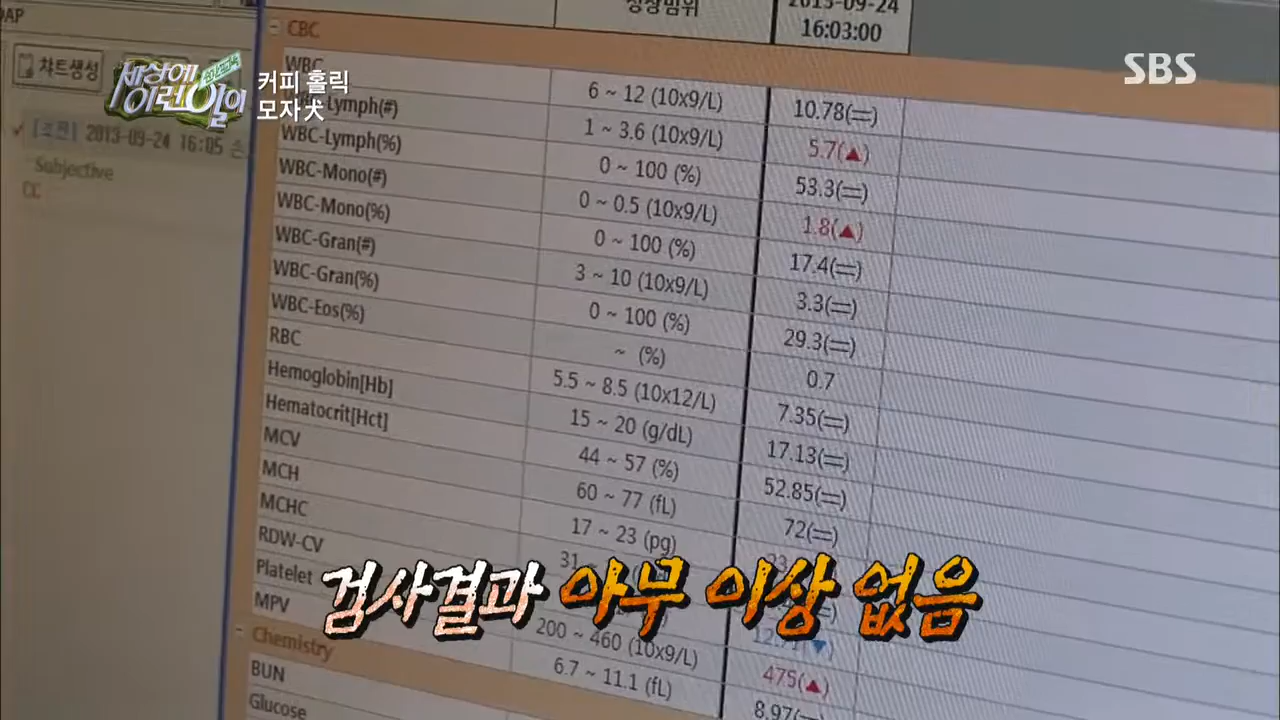 정상범위 2013-09-24
16:03:00
SBS
차트생성
세상에
이런일이
커피 홀릭
모자犬
[초진] 2013-09-24 16:05
Subjective
CC
CBC
WBC 6 ~ 12 (10x9/L) 10.78(=)
WBC-Lymph(#) 1 ~ 3.6 (10x9/L) 5.7(▲)
WBC-Lymph(%) 0 ~ 100 (%) 53.3(=)
WBC-Mono(#) 0 ~ 0.5 (10x9/L) 1.8(▲)
WBC-Mono(%) 0 ~ 100 (%) 17.4(=)
WBC-Gran(#) 3 ~ 10 (10x9/L) 3.3(=)
WBC-Gran(%) 0 ~ 100 (%) 29.3(=)
WBC-Eos(%) ~ (%) 0.7
RBC 5.5 ~ 8.5 (10x12/L) 7.35(=)
Hemoglobin[Hb] 15 ~ 20 (g/dL) 17.13(=)
Hematocrit[Hct] 44 ~ 57 (%) 52.85(=)
MCV 60 ~ 77 (fL) 72(=)
MCH 17 ~ 23 (pg)
MCHC 31
RDW-CV
Platelet 200 ~ 460 (10x9/L) 475(▲)
MPV 6.7 ~ 11.1 (fL) 8.97(=)
Chemistry
BUN
Glucose
검사결과 아무 이상 없음